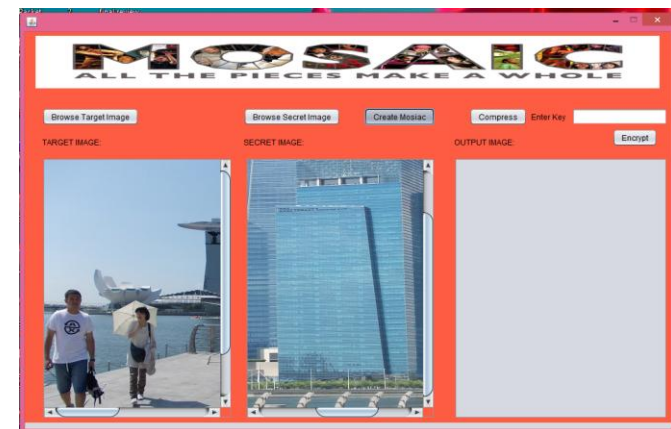 MOSAIC
ALL THE PIECES MAKE A WHOLE
Browse Target Image
Browse Secret Image
Create Mosiac
Compress
Enter Key
Encrypt
TARGET IMAGE:
SECRET IMAGE:
OUTPUT IMAGE: